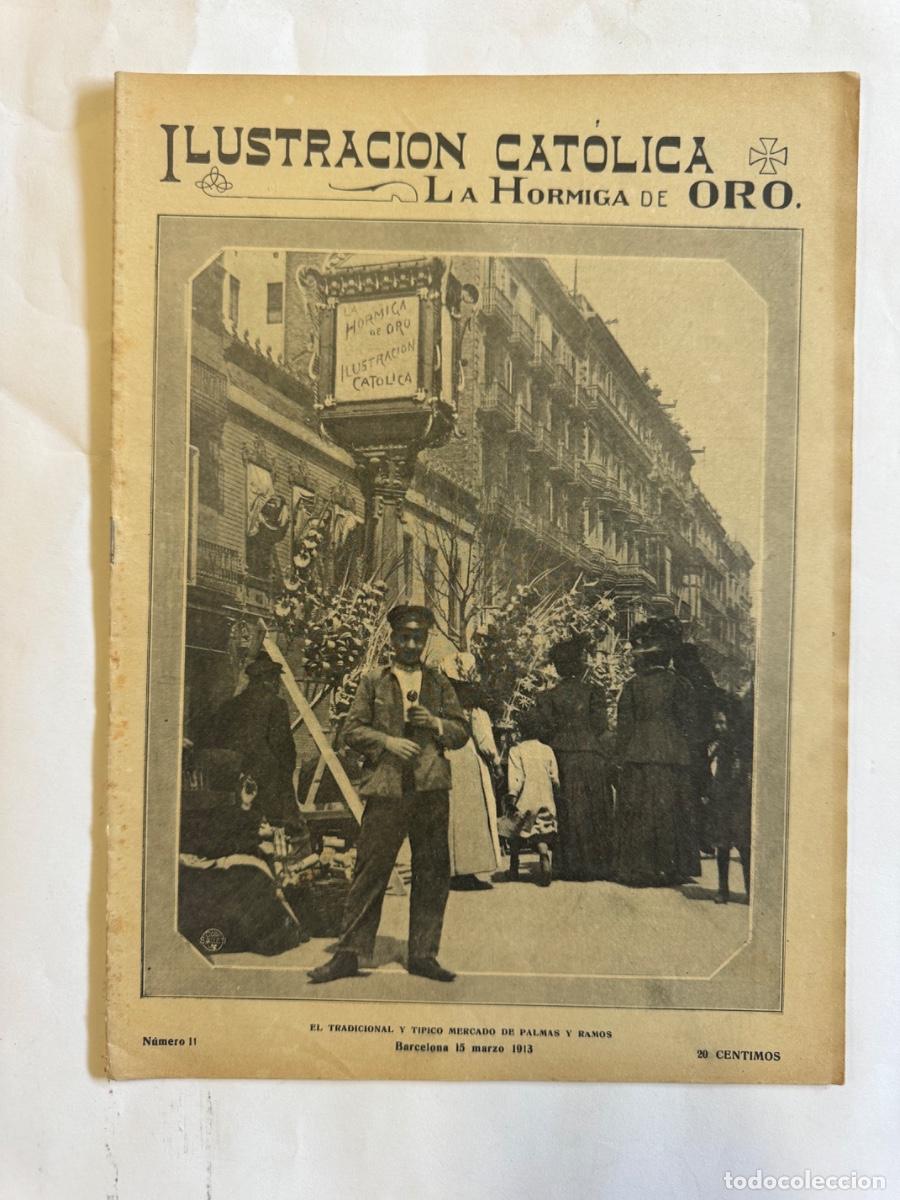 ILUSTRACION CATÓLICA
LA HORMIGA DE ORO.
LA
HORMIGA
DE ORO
ILUSTRACION
CATOLICA
EL TRADICIONAL Y TIPICO MERCADO DE PALMAS Y RAMOS
Número 11
Barcelona 15 marzo 1913
20 CENTIMOS
todocoleccion